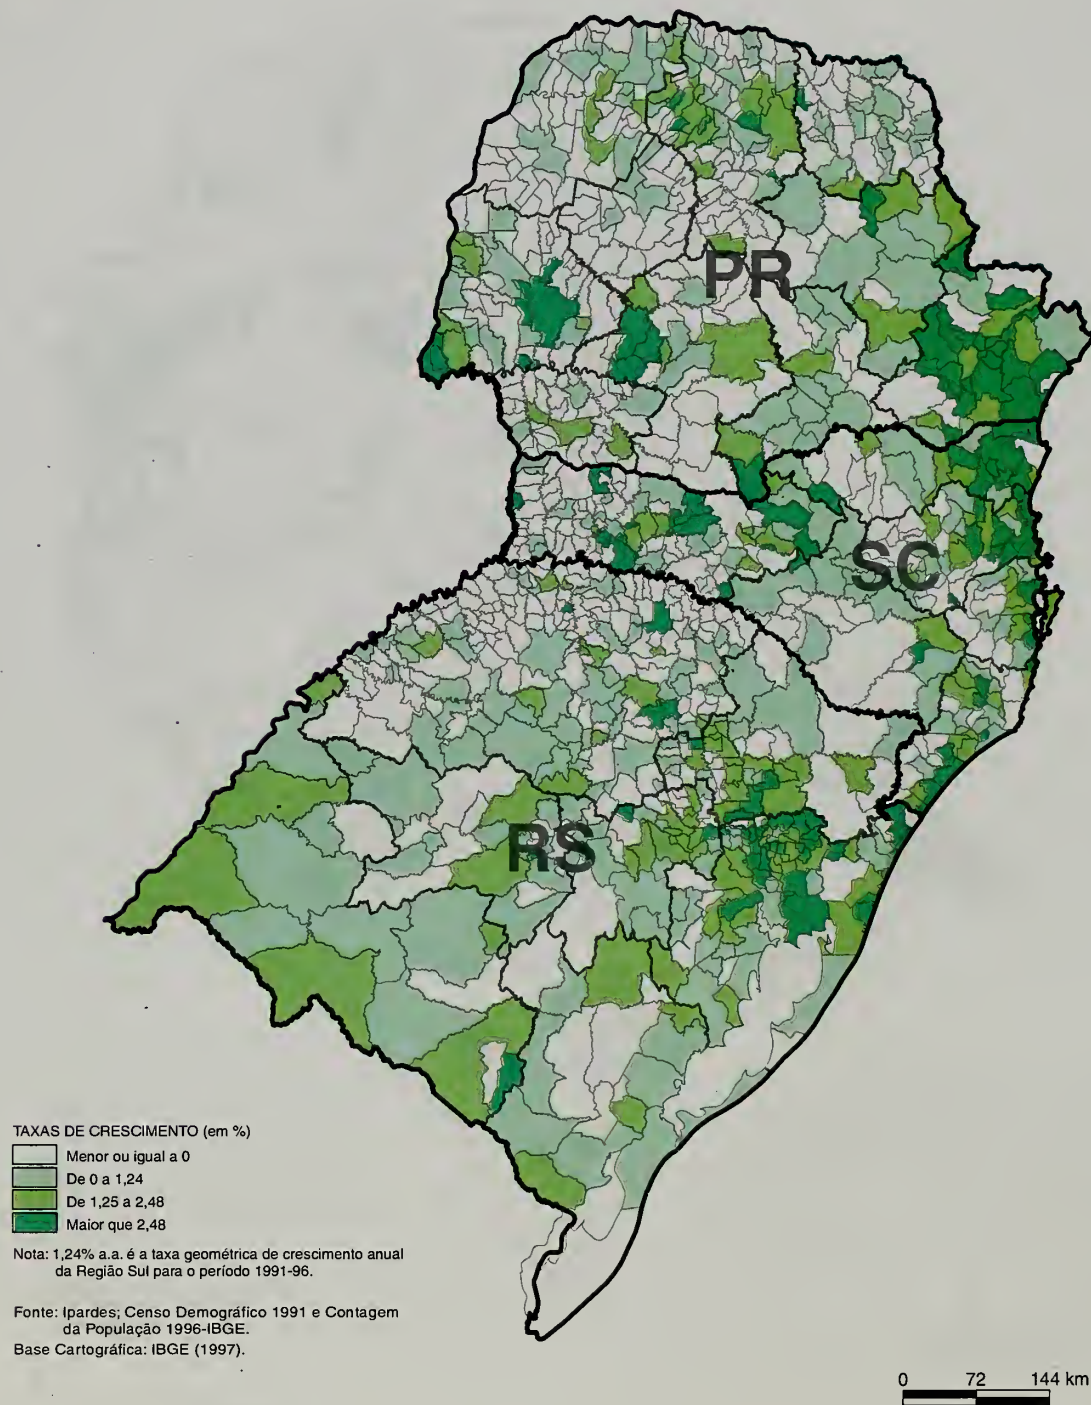 PR
SC
RS
TAXAS DE CRESCIMENTO (em %)
Menor ou igual a 0
De 0 a 1,24
De 1,25 a 2,48
Maior que 2,48
Nota: 1,24% a.a. é a taxa geométrica de crescimento anual
da Região Sul para o período 1991-96.
Fonte: Ipardes; Censo Demográfico 1991 e Contagem
da População 1996-IBGE.
Base Cartográfica: IBGE (1997).
0 72 144 km